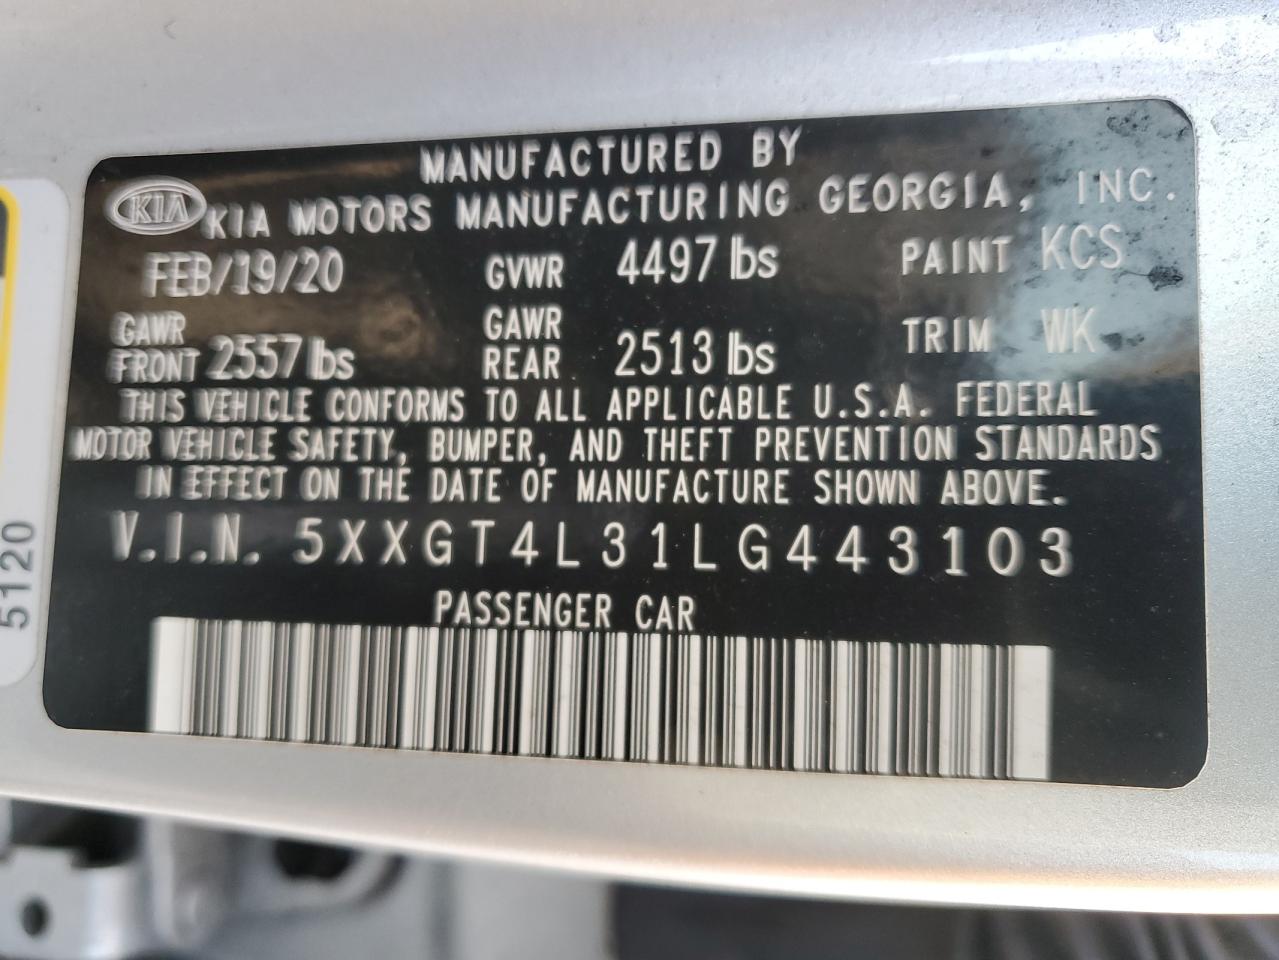 MANUFACTURED BY
KIA KIA MOTORS MANUFACTURING GEORGIA, INC.
FEB/19/20 GVWR 4497 lbs PAINT KCS
GAWR FRONT 2557 lbs GAWR REAR 2513 lbs TRIM WK
THIS VEHICLE CONFORMS TO ALL APPLICABLE U.S.A. FEDERAL
MOTOR VEHICLE SAFETY, BUMPER, AND THEFT PREVENTION STANDARDS
IN EFFECT ON THE DATE OF MANUFACTURE SHOWN ABOVE.
V.I.N. 5XXGT4L31LG443103
PASSENGER CAR
5120